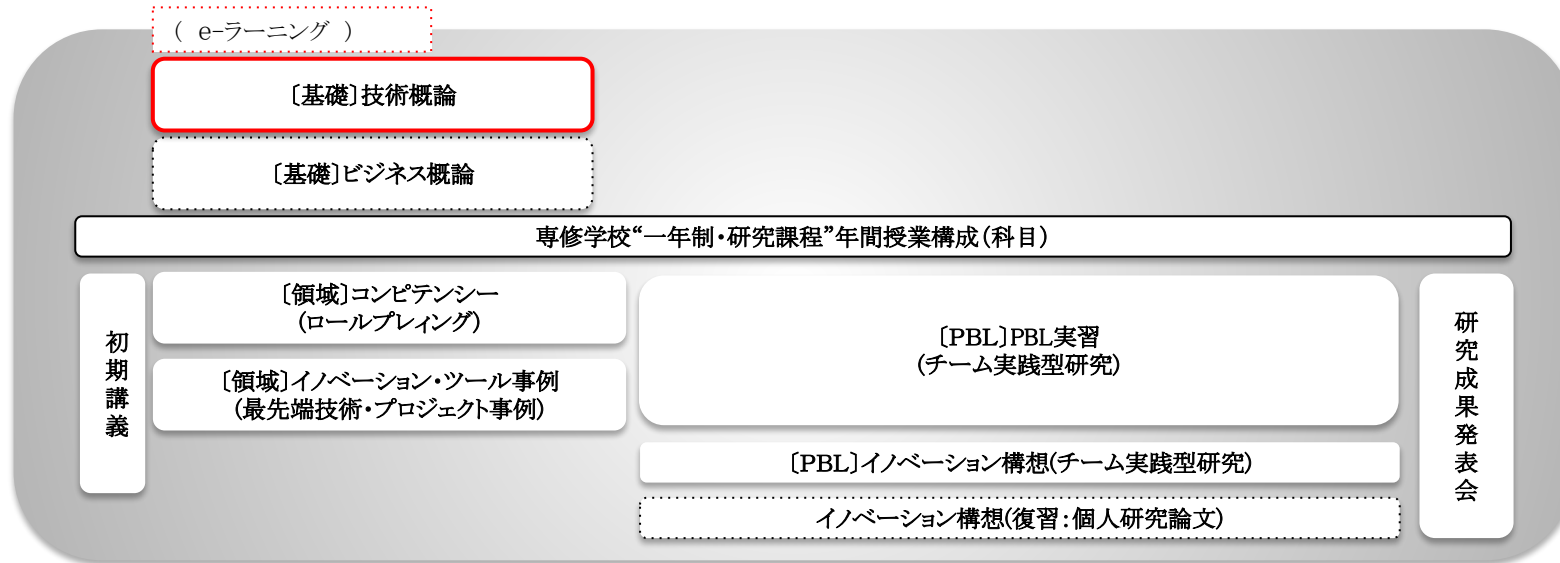 ( e-ラーニング )
〔基礎〕技術概論
〔基礎〕ビジネス概論
専修学校“一年制・研究課程”年間授業構成(科目)
初期講義
〔領域〕コンピテンシー
(ロールプレィング)
〔領域〕イノベーション・ツール事例
(最先端技術・プロジェクト事例)
〔PBL〕PBL実習
(チーム実践型研究)
〔PBL〕イノベーション構想(チーム実践型研究)
イノベーション構想(復習:個人研究論文)
研究成果発表会